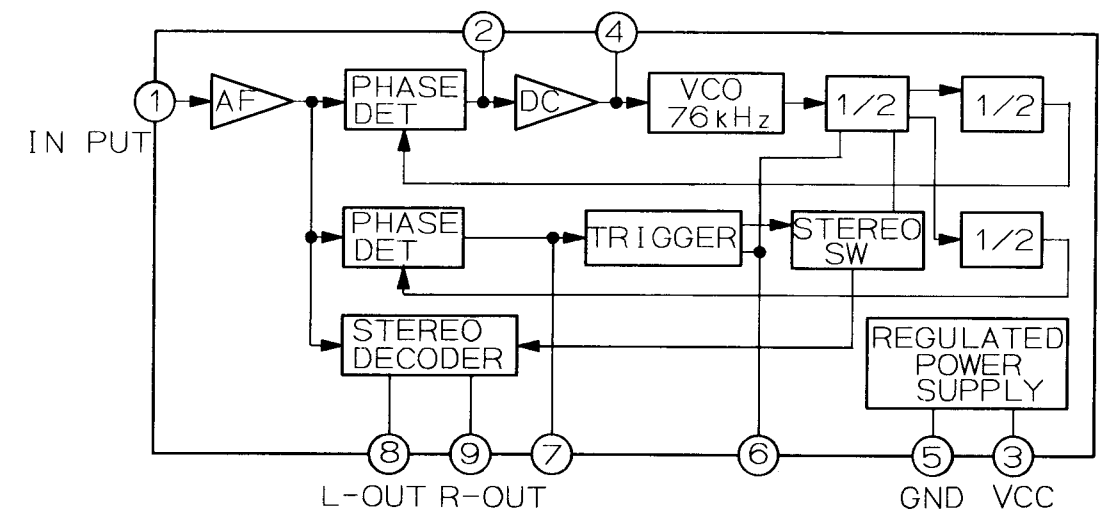 2
4
1
AF
PHASE
DET
DC
VCO
76kHz
1/2
1/2
IN PUT
PHASE
DET
TRIGGER
STEREO
SW
1/2
STEREO
DECODER
REGULATED
POWER
SUPPLY
8
9
7
6
5
3
L-OUT
R-OUT
GND
VCC